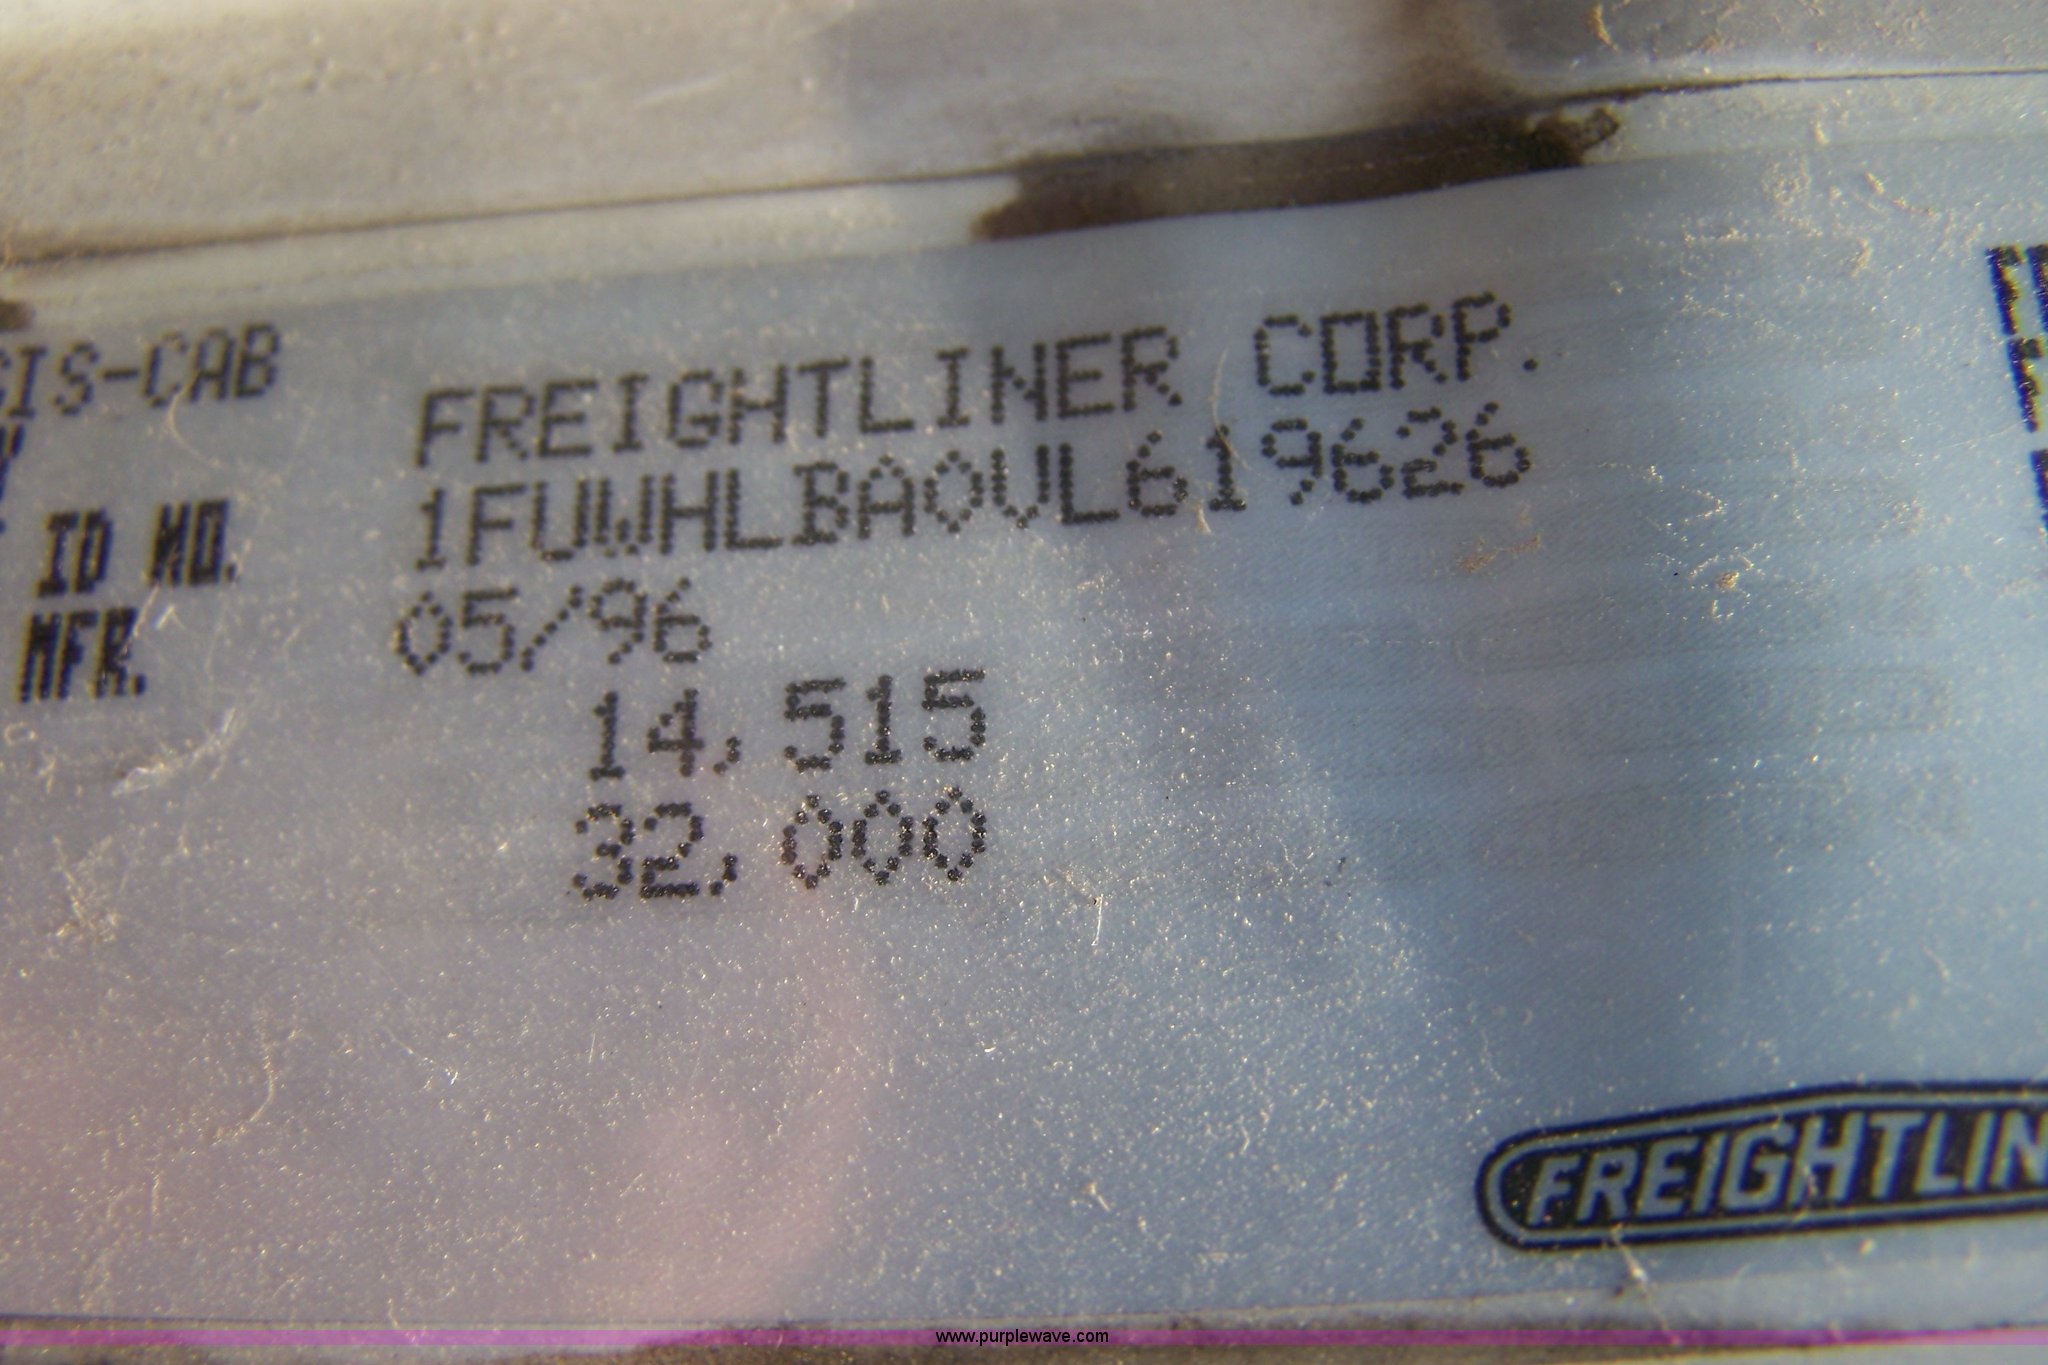 SIS-CAB FREIGHTLINER CORP.
1FUWHLBA0VL619626
ID NO.
05/96
MFR.
14,515
32,000
FREIGHTLIN
www.purplewave.com